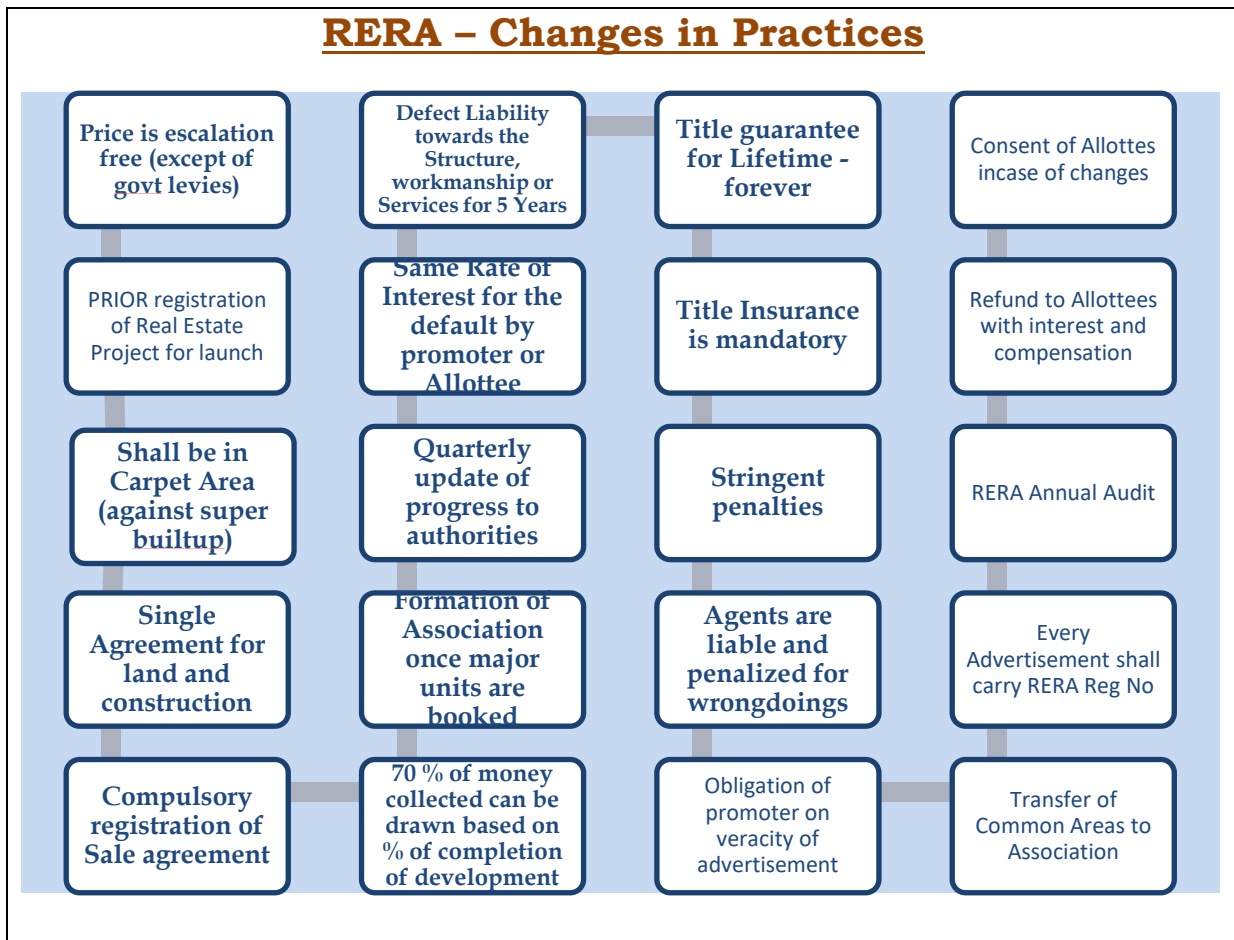 RERA – Changes in Practices
Price is escalation
free (except of
govt levies)
PRIOR registration
of Real Estate
Project for launch
Shall be in
Carpet Area
(against super
builtup)
Single
Agreement for
land and
construction
Compulsory
registration of
Sale agreement
70 % of money
collected can be
drawn based on
% of completion
of development
Formation of
Association
once major
units are
booked
Quarterly
update of
progress to
authorities
Same Rate of
Interest for the
default by
promoter or
Allottee
Defect Liability
towards the
Structure,
workmanship or
Services for 5 Years
Title guarantee
for Lifetime -
forever
Title Insurance
is mandatory
Stringent
penalties
Agents are
liable and
penalized for
wrongdoings
Obligation of
promoter on
veracity of
advertisement
Transfer of
Common Areas to
Association
Every
Advertisement shall
carry RERA Reg No
RERA Annual Audit
Refund to Allottees
with interest and
compensation
Consent of Allottes
incase of changes